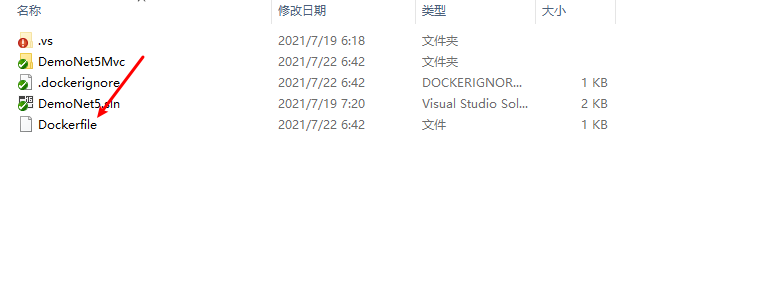 名称 修改日期 类型 大小
.vs 2021/7/19 6:18 文件夹
DemoNet5Mvc 2021/7/22 6:42 文件夹
.dockerignore 2021/7/22 6:42 DOCKERIGNOR... 1 KB
DemoNet5.sln 2021/7/19 7:20 Visual Studio Sol... 2 KB
Dockerfile 2021/7/22 6:42 文件 1 KB